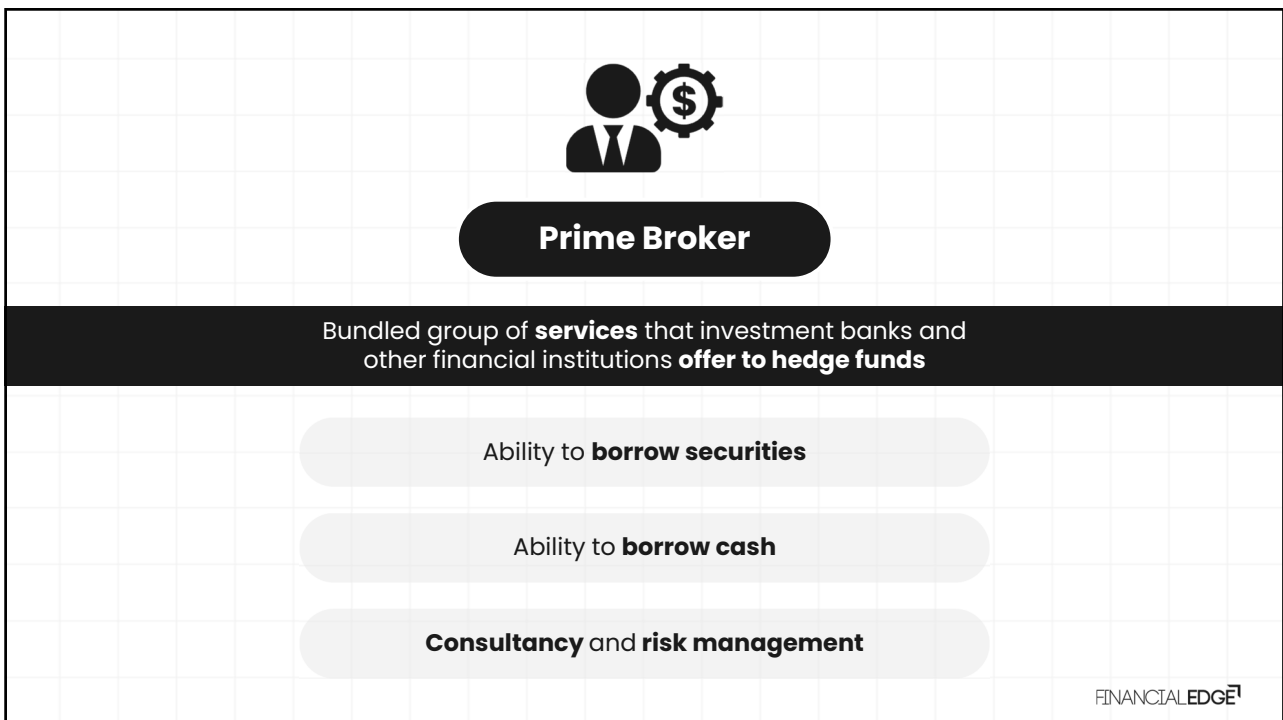 $
Prime Broker
Bundled group of services that investment banks and
other financial institutions offer to hedge funds
Ability to borrow securities
Ability to borrow cash
Consultancy and risk management
FINANCIALEDGE